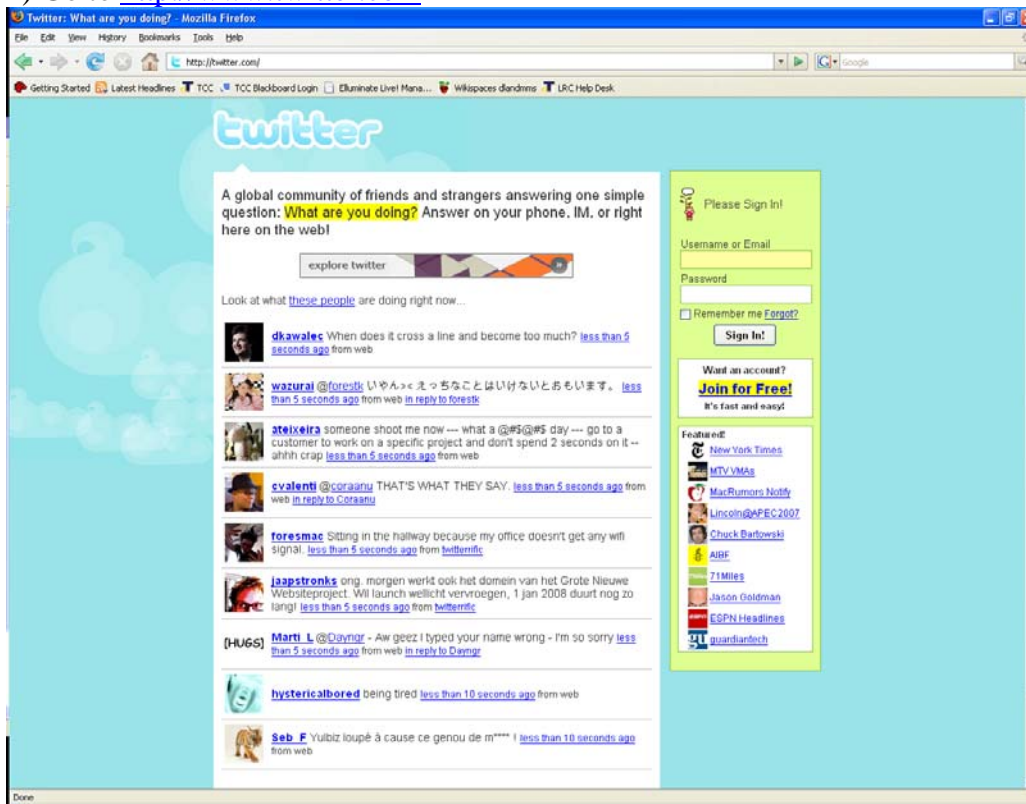 Twitter: What are you doing? - Mozilla Firefox
File Edit View History Bookmarks Tools Help
http://twitter.com/
Google
Getting Started Latest Headlines TCC TCC Blackboard Login Elluminate Live! Mana... Wikispaces dlandrms LRC Help Desk
twitter
A global community of friends and strangers answering one simple
question: What are you doing? Answer on your phone, IM, or right
here on the web!
explore twitter
Look at what these people are doing right now...
dkawalec When does it cross a line and become too much? less than 5
seconds ago from web
wazurai @forestk いやん>< えっちなことはいけないとおもいます。 less
than 5 seconds ago from web in reply to forestk
ateixeira someone shoot me now --- what a @#$@#$ day --- go to a
customer to work on a specific project and don't spend 2 seconds on it --
ahhh crap less than 5 seconds ago from web
cvalenti @coraanu THAT'S WHAT THEY SAY. less than 5 seconds ago from
web in reply to Coraanu
foresmac Sitting in the hallway because my office doesn't get any wifi
signal. less than 5 seconds ago from twitterrific
jaapstronks ong. morgen werkt ook het domein van het Grote Nieuwe
Websiteproject. Wil launch wellicht vervroegen, 1 jan 2008 duurt nog zo
lang! less than 5 seconds ago from twitterrific
[HUGS] Marti_L @Dayngr - Aw geez I typed your name wrong - I'm so sorry less
than 5 seconds ago from web in reply to Dayngr
hystericalbored being tired less than 10 seconds ago from web
Seb_F Yulbiz loupé à cause ce genou de m**** ! less than 10 seconds ago
from web
Please Sign In!
Username or Email
Password
Remember me Forgot?
Sign In!
Want an account?
Join for Free!
It's fast and easy!
Featured!
New York Times
MTV VMAs
MacRumors Notify
Lincoln@APEC2007
Chuck Bartowski
AIBF
71Miles
Jason Goldman
ESPN Headlines
guardiantech
Done